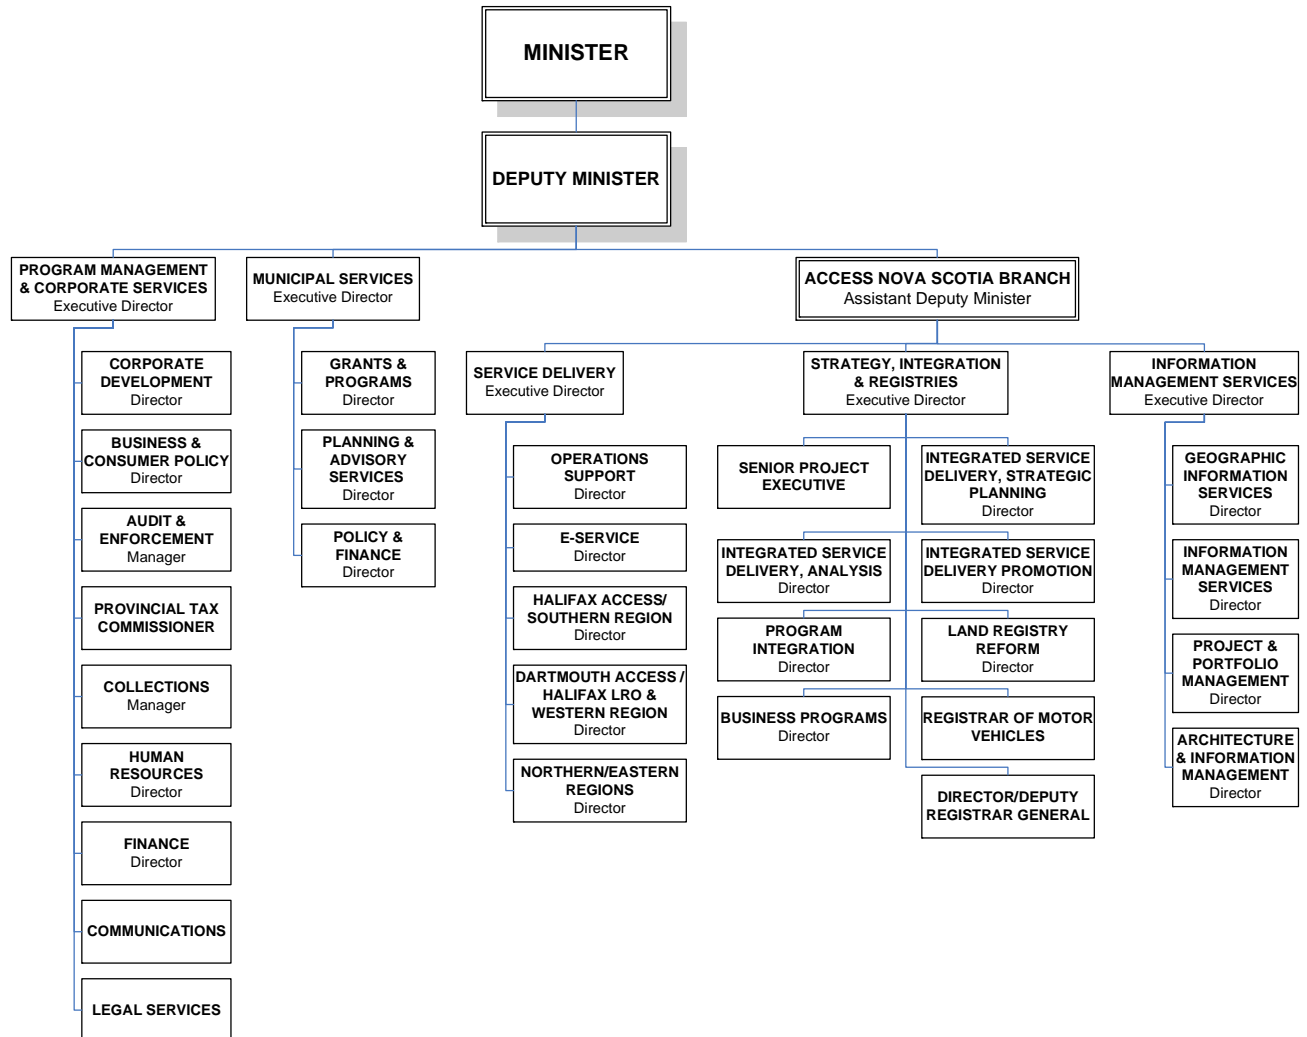 MINISTER
DEPUTY MINISTER
PROGRAM MANAGEMENT
& CORPORATE SERVICES
Executive Director
MUNICIPAL SERVICES
Executive Director
ACCESS NOVA SCOTIA BRANCH
Assistant Deputy Minister
CORPORATE
DEVELOPMENT
Director
BUSINESS &
CONSUMER POLICY
Director
AUDIT &
ENFORCEMENT
Manager
PROVINCIAL TAX
COMMISSIONER
COLLECTIONS
Manager
HUMAN
RESOURCES
Director
FINANCE
Director
COMMUNICATIONS
LEGAL SERVICES
GRANTS &
PROGRAMS
Director
PLANNING &
ADVISORY
SERVICES
Director
POLICY &
FINANCE
Director
SERVICE DELIVERY
Executive Director
OPERATIONS
SUPPORT
Director
E-SERVICE
Director
HALIFAX ACCESS/
SOUTHERN REGION
Director
DARTMOUTH ACCESS /
HALIFAX LRO &
WESTERN REGION
Director
NORTHERN/EASTERN
REGIONS
Director
STRATEGY, INTEGRATION
& REGISTRIES
Executive Director
SENIOR PROJECT
EXECUTIVE
INTEGRATED SERVICE
DELIVERY, STRATEGIC
PLANNING
Director
INTEGRATED SERVICE
DELIVERY, ANALYSIS
Director
INTEGRATED SERVICE
DELIVERY PROMOTION
Director
PROGRAM
INTEGRATION
Director
LAND REGISTRY
REFORM
Director
BUSINESS PROGRAMS
Director
REGISTRAR OF MOTOR
VEHICLES
DIRECTOR/DEPUTY
REGISTRAR GENERAL
INFORMATION
MANAGEMENT SERVICES
Executive Director
GEOGRAPHIC
INFORMATION
SERVICES
Director
INFORMATION
MANAGEMENT
SERVICES
Director
PROJECT &
PORTFOLIO
MANAGEMENT
Director
ARCHITECTURE
& INFORMATION
MANAGEMENT
Director